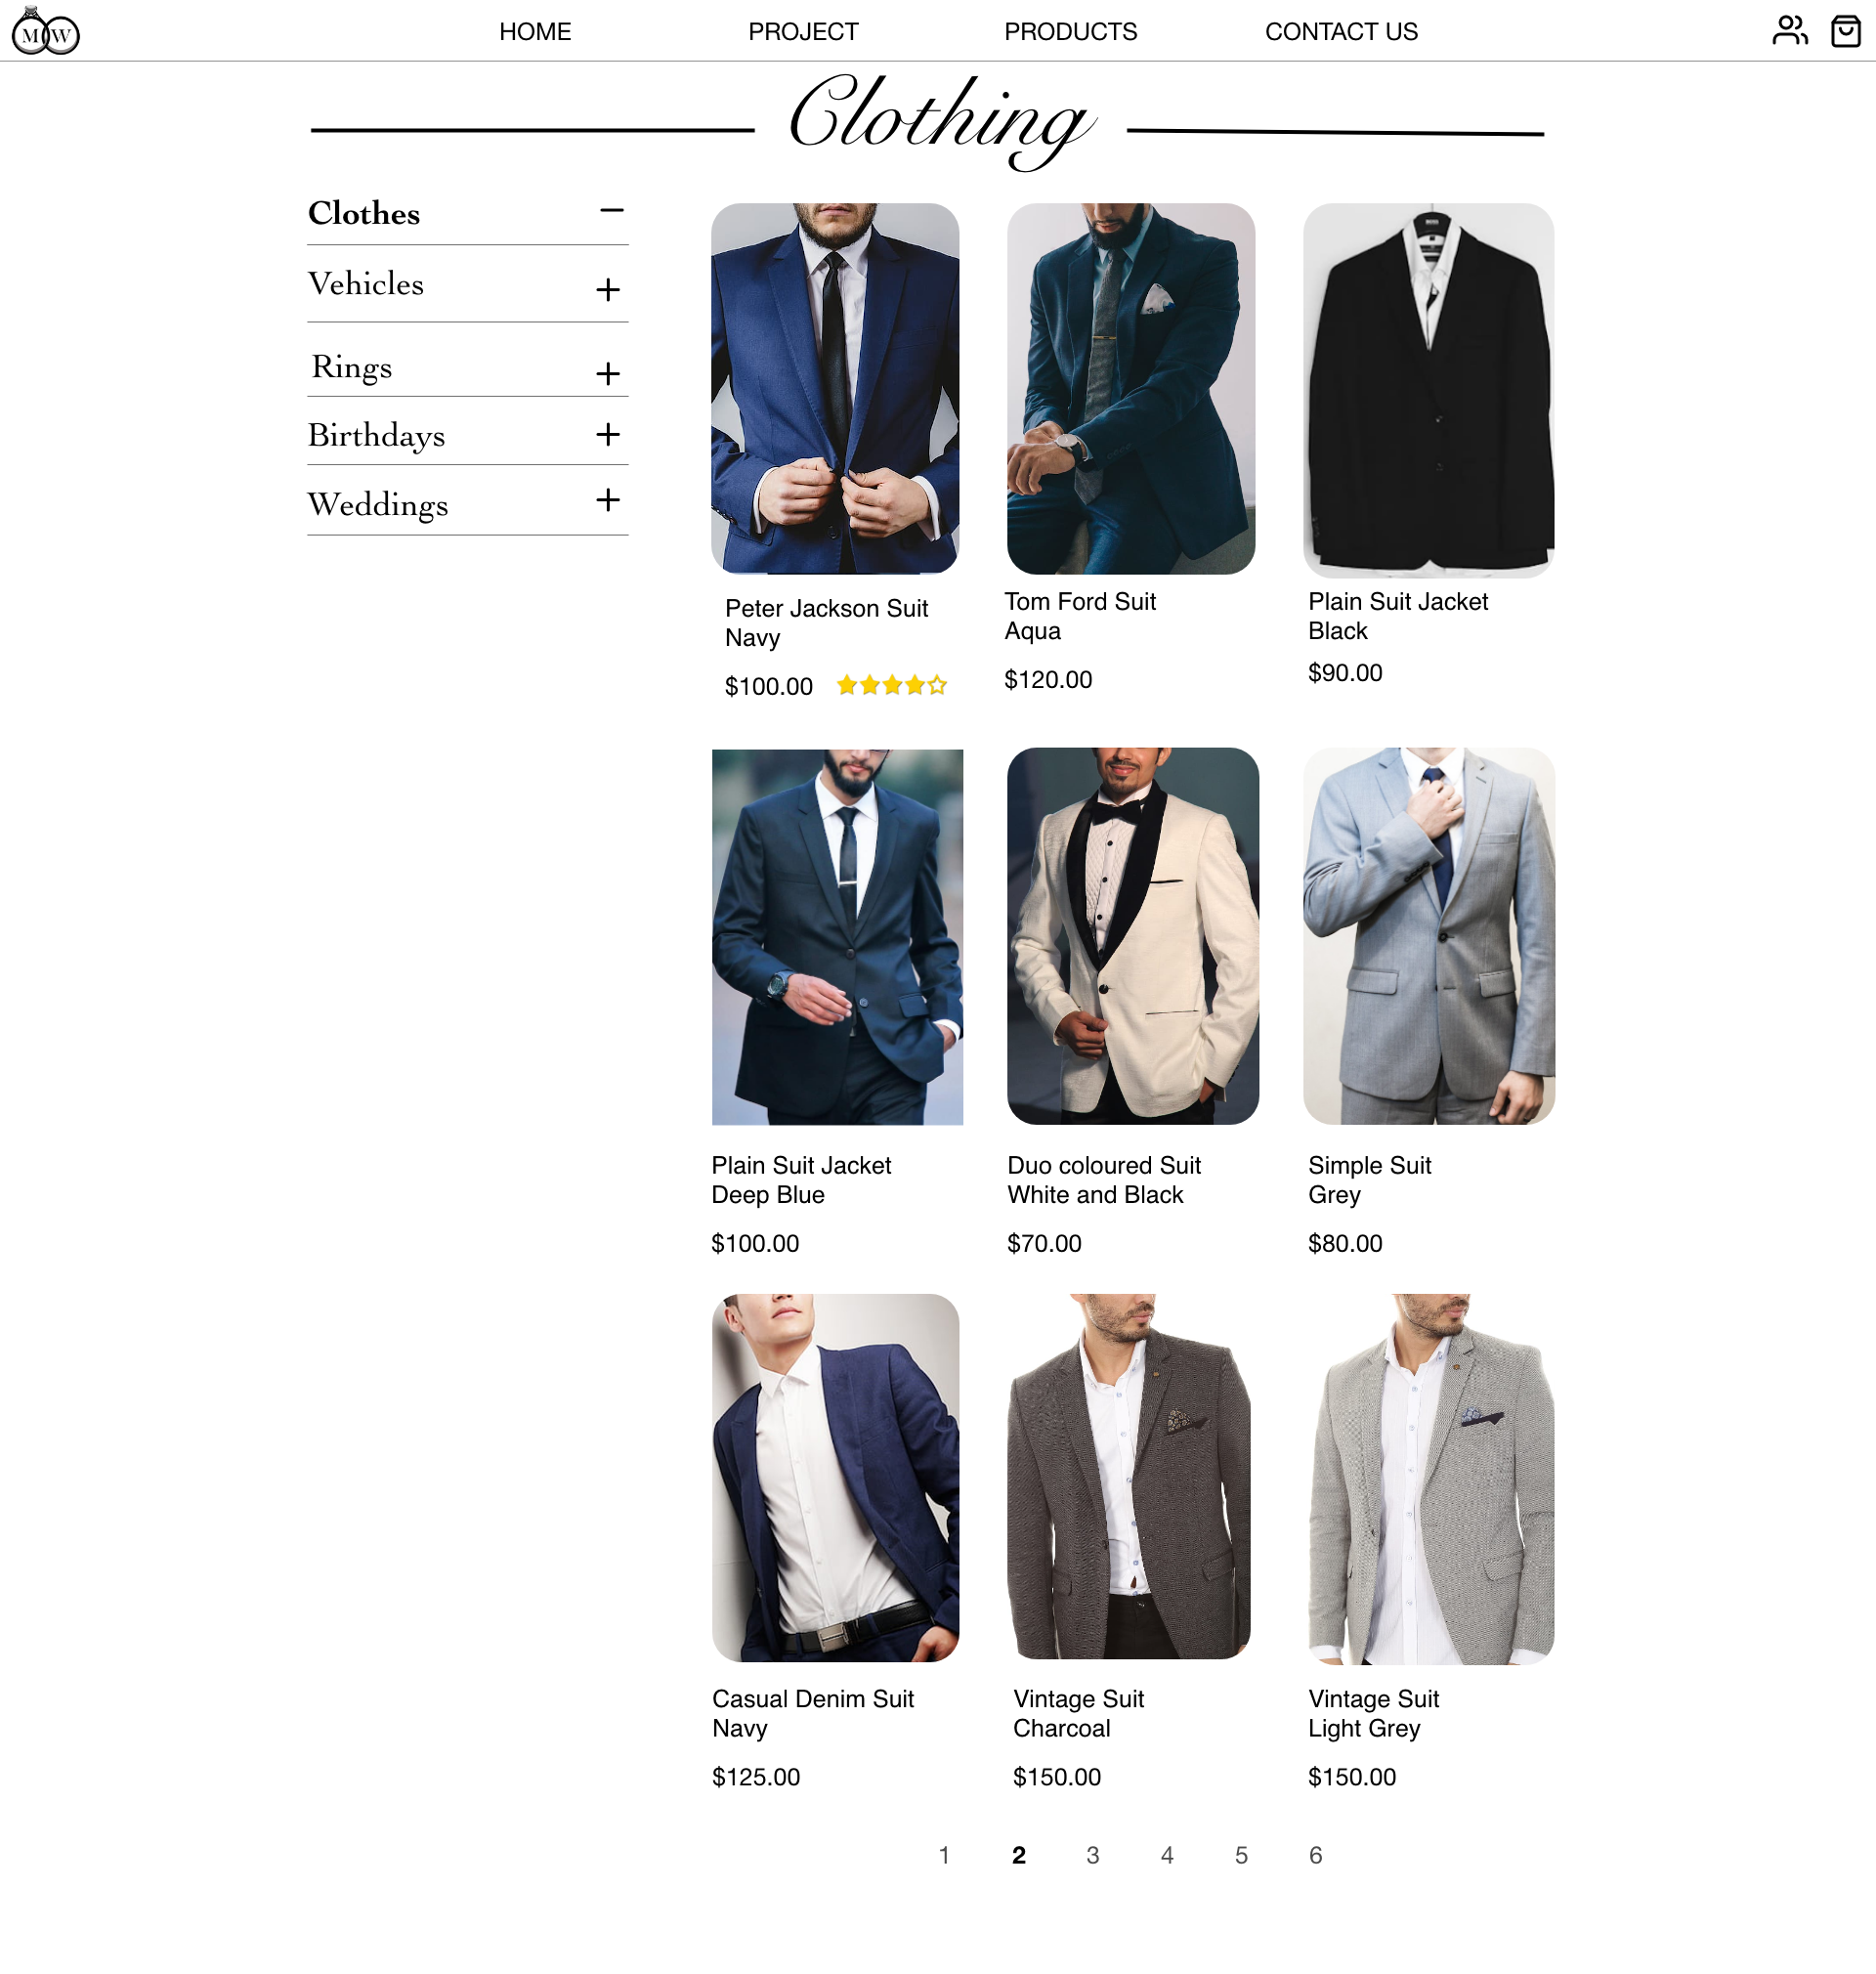 M W
HOME PROJECT PRODUCTS CONTACT US
Clothing
Clothes
Vehicles
Rings
Birthdays
Weddings
Peter Jackson Suit
Navy
$100.00
Tom Ford Suit
Aqua
$120.00
Plain Suit Jacket
Black
$90.00
Plain Suit Jacket
Deep Blue
$100.00
Duo coloured Suit
White and Black
$70.00
Simple Suit
Grey
$80.00
Casual Denim Suit
Navy
$125.00
Vintage Suit
Charcoal
$150.00
Vintage Suit
Light Grey
$150.00
1 2 3 4 5 6